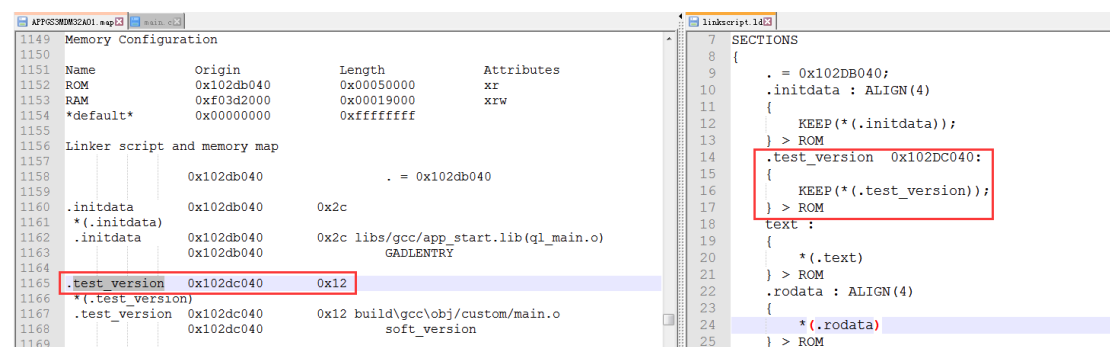 APPGS3MDM32A01.map main.c
1149 Memory Configuration
1150
1151 Name Origin Length Attributes
1152 ROM 0x102db040 0x00050000 xr
1153 RAM 0xf03d2000 0x00019000 xrw
1154 *default* 0x00000000 0xffffffff
1155
1156 Linker script and memory map
1157
1158 0x102db040 . = 0x102db040
1159
1160 .initdata 0x102db040 0x2c
1161 *(.initdata)
1162 .initdata 0x102db040 0x2c libs/gcc/app_start.lib(ql_main.o)
1163 0x102db040 GADLENTRY
1164
1165 .test_version 0x102dc040 0x12
1166 *(.test_version)
1167 .test_version 0x102dc040 0x12 build\gcc\obj/custom/main.o
1168 0x102dc040 soft_version
1169
linkscript.ld
7 SECTIONS
8 {
9 . = 0x102DB040;
10 .initdata : ALIGN(4)
11 {
12 KEEP(*(.initdata));
13 } > ROM
14 .test_version 0x102DC040:
15 {
16 KEEP(*(.test_version));
17 } > ROM
18 text :
19 {
20 *(.text)
21 } > ROM
22 .rodata : ALIGN(4)
23 {
24 *(.rodata)
25 } > ROM